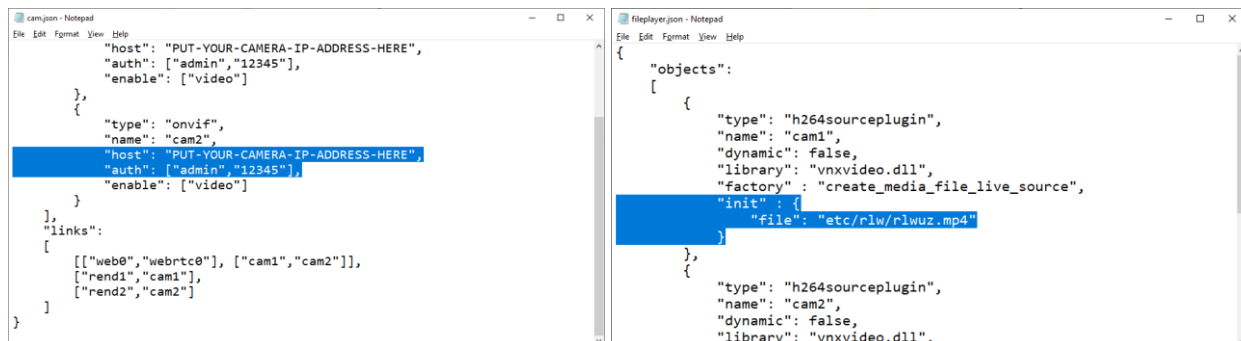 cam.json - Notepad
File Edit Format View Help
"host": "PUT-YOUR-CAMERA-IP-ADDRESS-HERE",
"auth": ["admin","12345"],
"enable": ["video"]
},
{
"type": "onvif",
"name": "cam2",
"host": "PUT-YOUR-CAMERA-IP-ADDRESS-HERE",
"auth": ["admin","12345"],
"enable": ["video"]
}
],
"links":
[
[["web0","webrtc0"], ["cam1","cam2"]],
["rend1","cam1"],
["rend2","cam2"]
]
}
fileplayer.json - Notepad
File Edit Format View Help
{
"objects":
[
{
"type": "h264sourceplugin",
"name": "cam1",
"dynamic": false,
"library": "vnxvideo.dll",
"factory" : "create_media_file_live_source",
"init" : {
"file": "etc/rlw/rlwuz.mp4"
}
},
{
"type": "h264sourceplugin",
"name": "cam2",
"dynamic": false,
"library": "vnxvideo.dll",